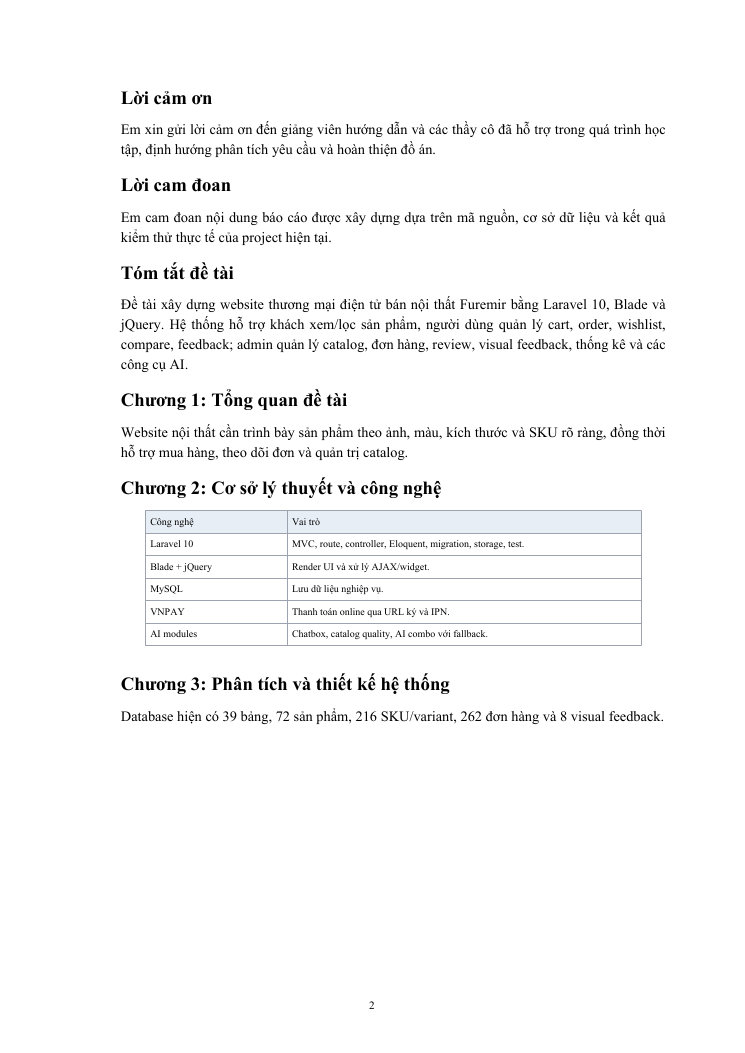 Lời cảm ơn
Em xin gửi lời cảm ơn đến giảng viên hướng dẫn và các thầy cô đã hỗ trợ trong quá trình học
tập, định hướng phân tích yêu cầu và hoàn thiện đồ án.
Lời cam đoan
Em cam đoan nội dung báo cáo được xây dựng dựa trên mã nguồn, cơ sở dữ liệu và kết quả
kiểm thử thực tế của project hiện tại.
Tóm tắt đề tài
Đề tài xây dựng website thương mại điện tử bán nội thất Furemir bằng Laravel 10, Blade và
jQuery. Hệ thống hỗ trợ khách xem/lọc sản phẩm, người dùng quản lý cart, order, wishlist,
compare, feedback; admin quản lý catalog, đơn hàng, review, visual feedback, thống kê và các
công cụ AI.
Chương 1: Tổng quan đề tài
Website nội thất cần trình bày sản phẩm theo ảnh, màu, kích thước và SKU rõ ràng, đồng thời
hỗ trợ mua hàng, theo dõi đơn và quản trị catalog.
Chương 2: Cơ sở lý thuyết và công nghệ
Công nghệ Vai trò
Laravel 10 MVC, route, controller, Eloquent, migration, storage, test.
Blade + jQuery Render UI và xử lý AJAX/widget.
MySQL Lưu dữ liệu nghiệp vụ.
VNPAY Thanh toán online qua URL ký và IPN.
AI modules Chatbox, catalog quality, AI combo với fallback.
Chương 3: Phân tích và thiết kế hệ thống
Database hiện có 39 bảng, 72 sản phẩm, 216 SKU/variant, 262 đơn hàng và 8 visual feedback.
2